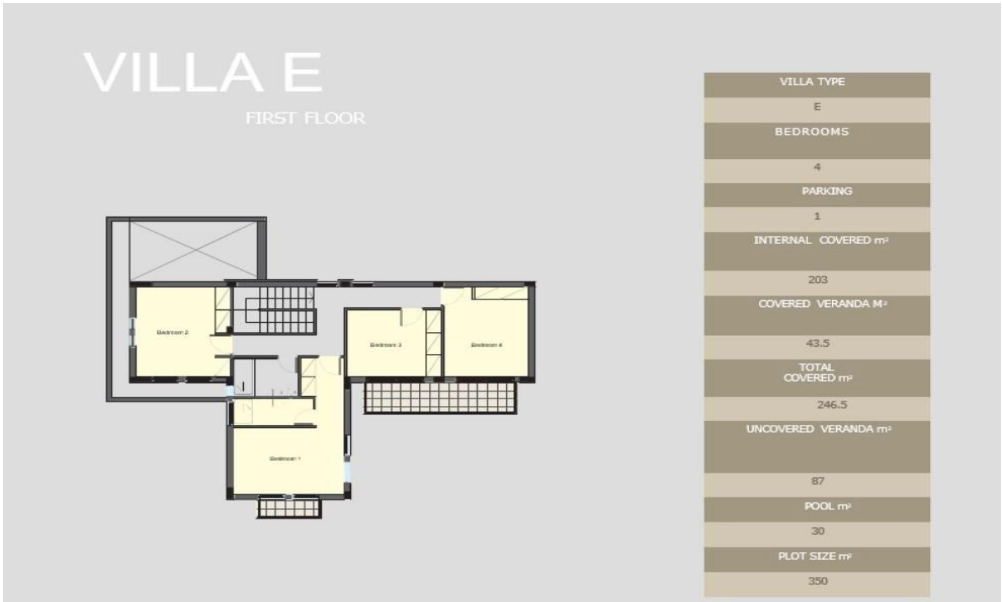 VILLA E
FIRST FLOOR
VILLA TYPE
E
BEDROOMS
4
PARKING
1
INTERNAL COVERED m²
203
COVERED VERANDA M²
43.5
TOTAL
COVERED m²
246.5
UNCOVERED VERANDA m²
87
POOL m²
30
PLOT SIZE m²
350
Bedroom 2
Bedroom 3
Bedroom 4
Bedroom 1